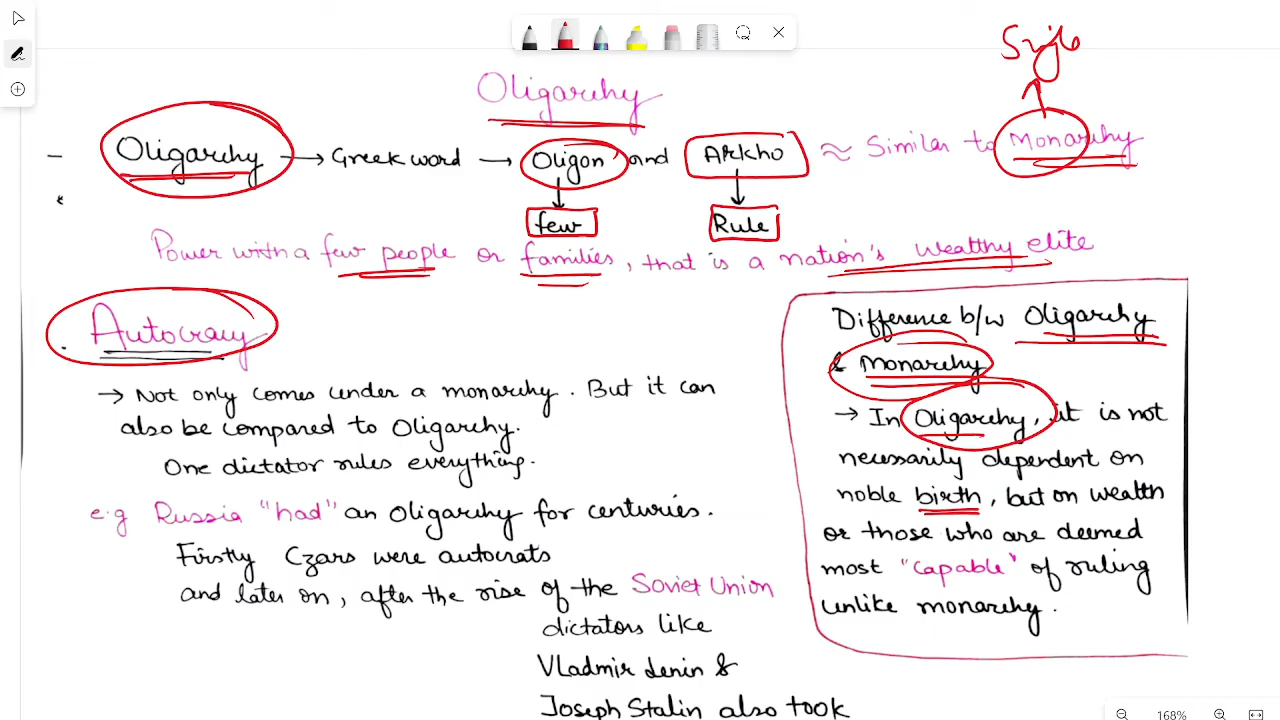 Single
Oligarchy
- Oligarchy → Greek word → Oligon and Arkho ≈ Similar to Monarchy
few Rule
Power with a few people or families, that is a nation's wealthy elite
Autocracy
→ Not only comes under a monarchy. But it can
also be compared to Oligarchy.
One dictator rules everything.
e.g Russia "had" an Oligarchy for centuries.
Firstly Czars were autocrats
and later on, after the rise of the Soviet Union
dictators like
Vladmir Lenin &
Joseph Stalin also took
Difference b/w Oligarchy
& Monarchy
→ In Oligarchy, it is not
necessarily dependent on
noble birth, but on wealth
or those who are deemed
most "capable" of ruling
unlike monarchy.
168%